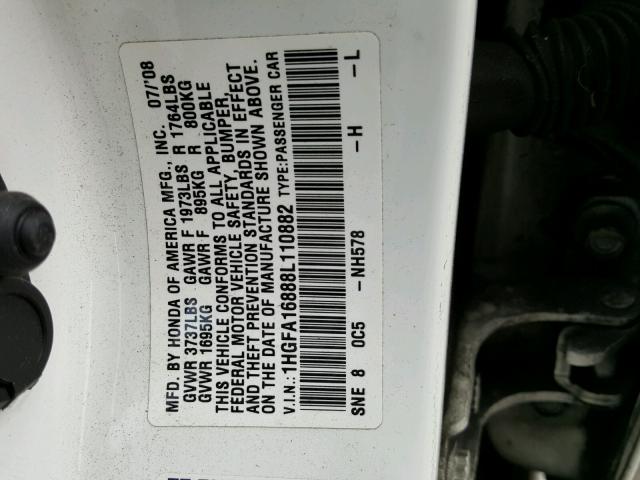 MFD. BY HONDA OF AMERICA MFG., INC. 07/'08
GVWR 3737LBS GAWR F 1973LBS R 1764LBS
GVWR 1695KG GAWR F 895KG R 800KG
THIS VEHICLE CONFORMS TO ALL APPLICABLE
FEDERAL MOTOR VEHICLE SAFETY, BUMPER,
AND THEFT PREVENTION STANDARDS IN EFFECT
ON THE DATE OF MANUFACTURE SHOWN ABOVE.
V.I.N.: 1HGFA16888L110882 TYPE:PASSENGER CAR
SNE 8 0C5 -NH578 -H -L